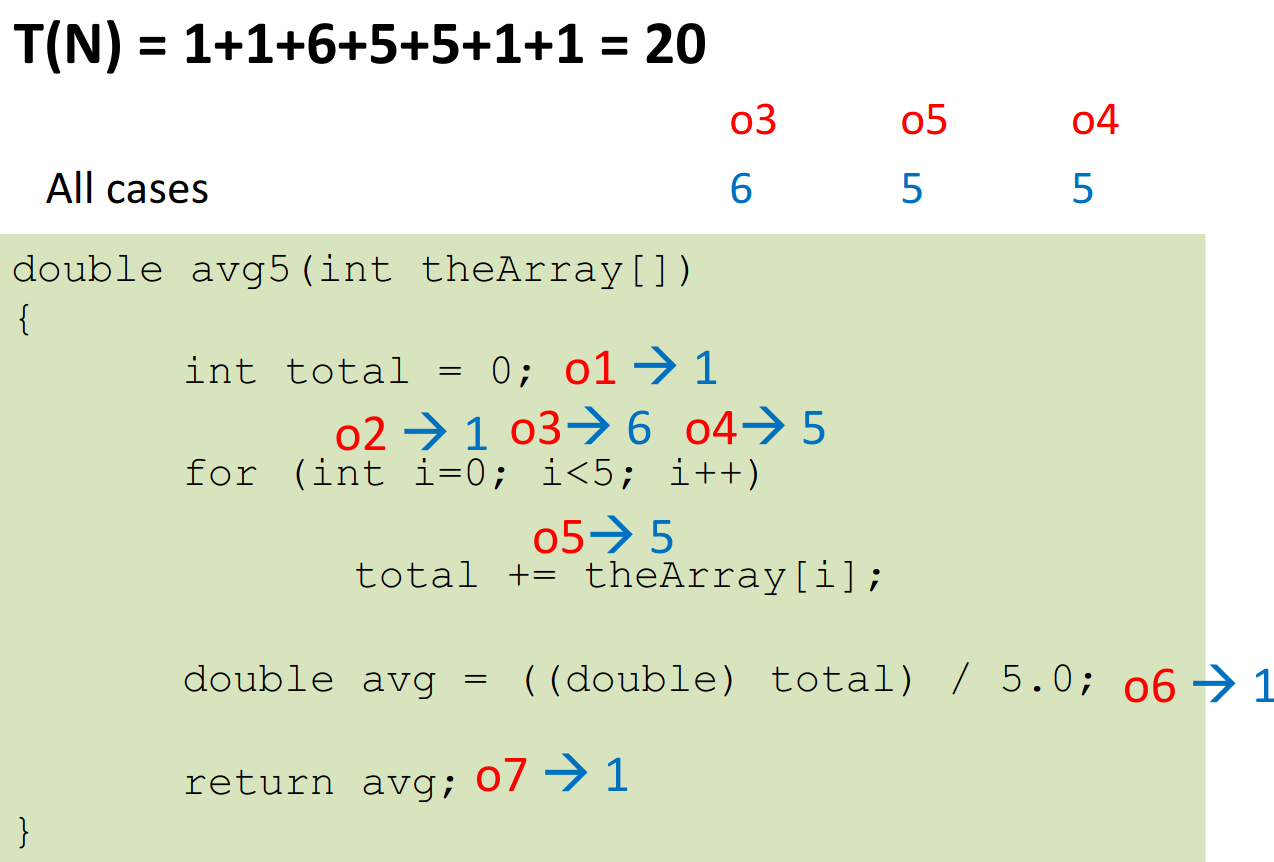 T(N) = 1+1+6+5+5+1+1 = 20
o3 o5 o4
All cases 6 5 5
double avg5(int theArray[])
{
int total = 0; o1 → 1
o2 → 1 o3→ 6 o4→ 5
for (int i=0; i<5; i++)
o5→ 5
total += theArray[i];
double avg = ((double) total) / 5.0; o6 → 1
return avg; o7 → 1
}